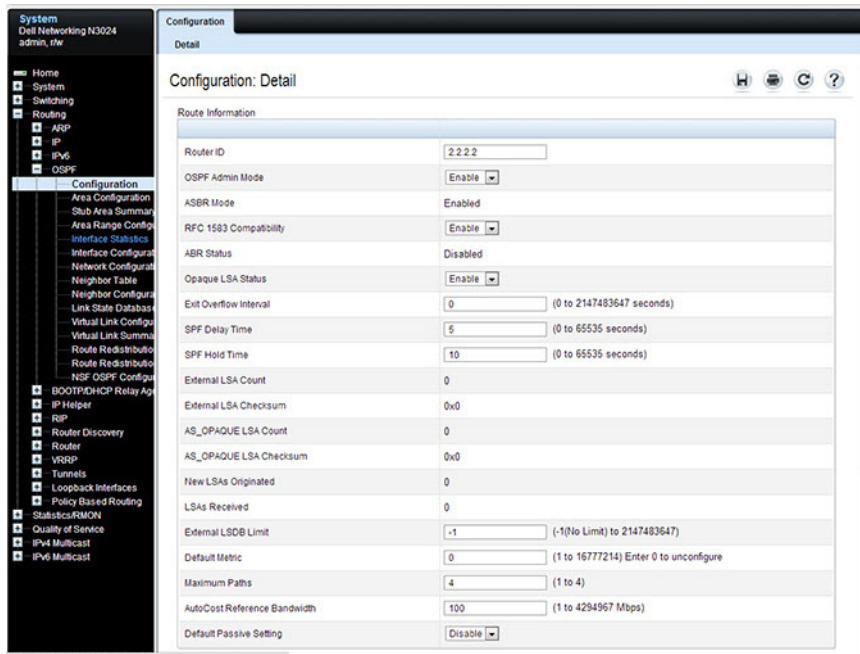 System
Dell Networking N3024
admin, r/w
Home
System
Switching
Routing
ARP
IP
IPv6
OSPF
Configuration
Area Configuration
Stub Area Summary
Area Range Configu
Interface Statistics
Interface Configurat
Network Configurati
Neighbor Table
Neighbor Configura
Link State Database
Virtual Link Configu
Virtual Link Summa
Route Redistributio
Route Redistributio
NSF OSPF Configur
BOOTP/DHCP Relay Age
IP Helper
RIP
Router Discovery
Router
VRRP
Tunnels
Loopback Interfaces
Policy Based Routing
Statistics/RMON
Quality of Service
IPv4 Multicast
IPv6 Multicast
Configuration
Detail
Configuration: Detail
?
Route Information
Router ID 2.2.2.2
OSPF Admin Mode Enable
ASBR Mode Enabled
RFC 1583 Compatibility Enable
ABR Status Disabled
Opaque LSA Status Enable
Exit Overflow Interval 0 (0 to 2147483647 seconds)
SPF Delay Time 5 (0 to 65535 seconds)
SPF Hold Time 10 (0 to 65535 seconds)
External LSA Count 0
External LSA Checksum 0x0
AS_OPAQUE LSA Count 0
AS_OPAQUE LSA Checksum 0x0
New LSAs Originated 0
LSAs Received 0
External LSDB Limit -1 (-1(No Limit) to 2147483647)
Default Metric 0 (1 to 16777214) Enter 0 to unconfigure
Maximum Paths 4 (1 to 4)
AutoCost Reference Bandwidth 100 (1 to 4294967 Mbps)
Default Passive Setting Disable